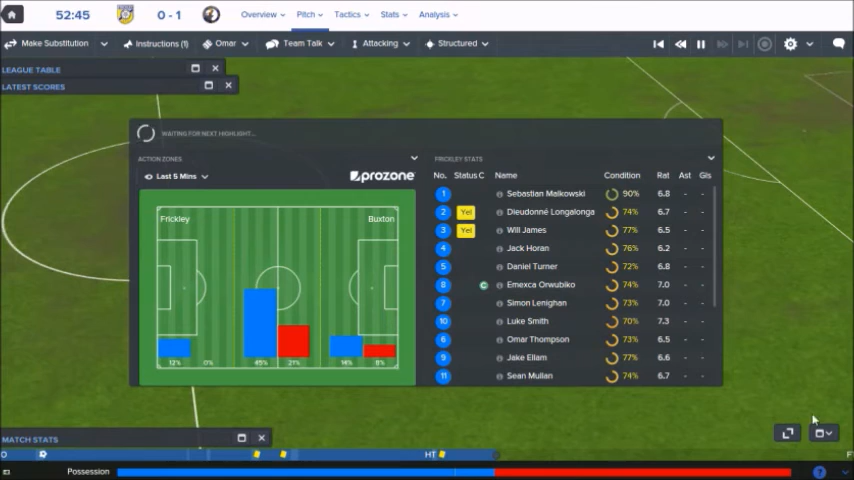 52:45 0 - 1 Overview Pitch Tactics Stats Analysis
Make Substitution Instructions (1) Omar Team Talk Attacking Structured
LEAGUE TABLE
LATEST SCORES
WAITING FOR NEXT HIGHLIGHT...
ACTION ZONES
Last 5 Mins prozone
Frickley Buxton
12% 0% 45% 21% 14% 8%
FRICKLEY STATS
No. Status C Name Condition Rat Ast Gls
1 Sebastian Malkowski 90% 6.8 - -
2 Yel Dieudonné Longalonga 74% 6.7 - -
3 Yel Will James 77% 6.5 - -
4 Jack Horan 76% 6.2 - -
5 Daniel Turner 72% 6.8 - -
8 C Emexca Orwubiko 74% 7.0 - -
7 Simon Lenighan 73% 7.0 - -
10 Luke Smith 70% 7.3 - -
6 Omar Thompson 73% 6.5 - -
9 Jake Ellam 77% 6.6 - -
11 Sean Mullan 74% 6.7 - -
MATCH STATS
HT
Possession ?